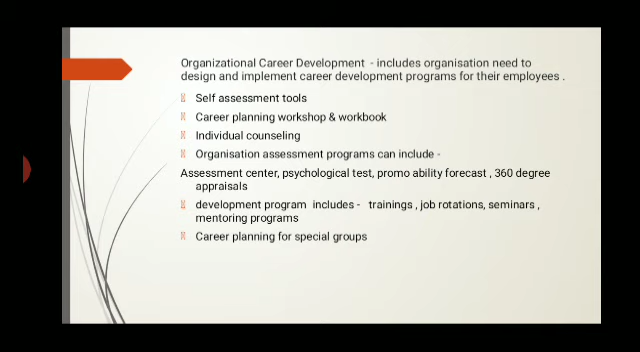 Organizational Career Development - includes organisation need to
design and implement career development programs for their employees .
Self assessment tools
Career planning workshop & workbook
Individual counseling
Organisation assessment programs can include -
Assessment center, psychological test, promo ability forecast , 360 degree
appraisals
development program includes - trainings , job rotations, seminars ,
mentoring programs
Career planning for special groups